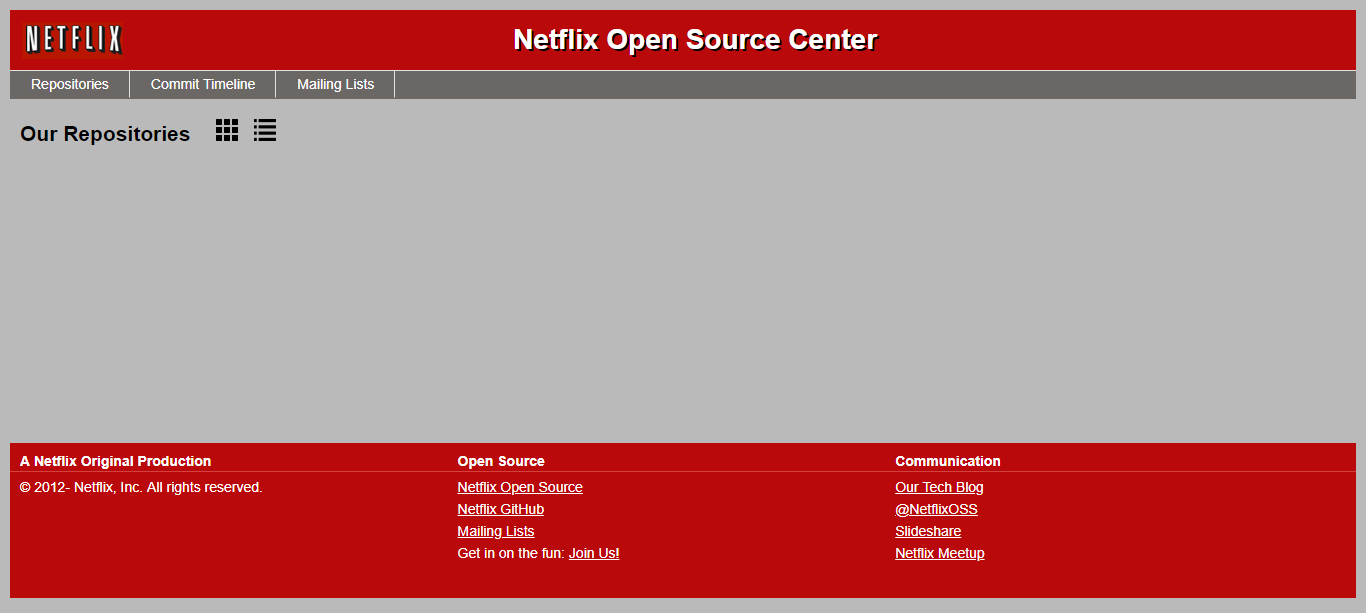 NETFLIX
Netflix Open Source Center
Repositories Commit Timeline Mailing Lists
Our Repositories
A Netflix Original Production
© 2012- Netflix, Inc. All rights reserved.
Open Source
Netflix Open Source
Netflix GitHub
Mailing Lists
Get in on the fun: Join Us!
Communication
Our Tech Blog
@NetflixOSS
Slideshare
Netflix Meetup